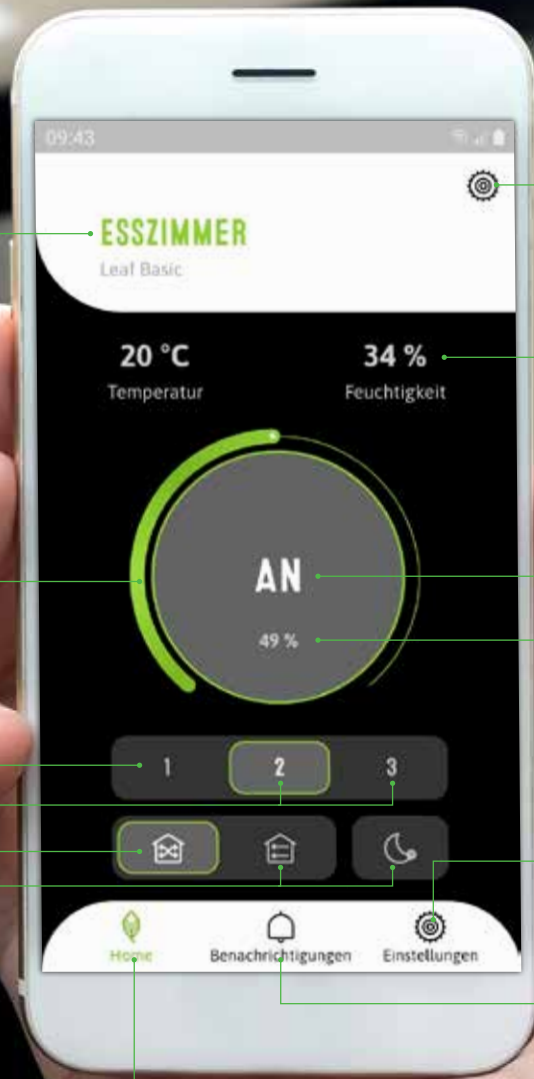 09:43
ESSZIMMER
Leaf Basic
20 °C 34 %
Temperatur Feuchtigkeit
AN
49 %
1 2 3
Home Benachrichtigungen Einstellungen